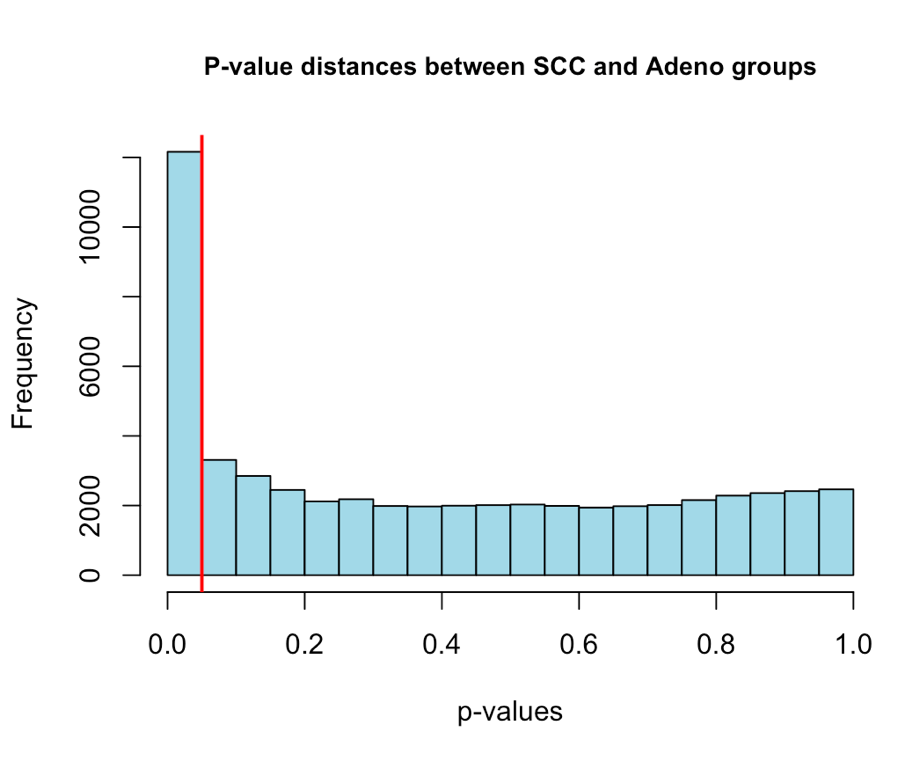 P-value distances between SCC and Adeno groups
10000
6000
2000
0
Frequency
0.0 0.2 0.4 0.6 0.8 1.0
p-values